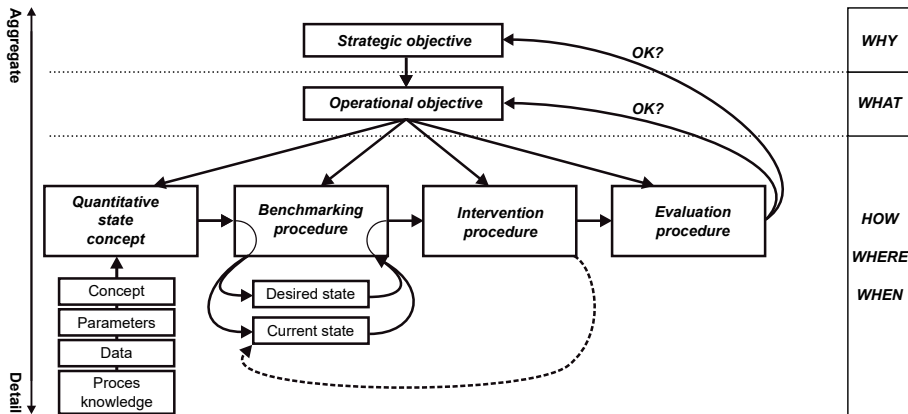 Aggregate
Strategic objective
OK?
WHY
Operational objective
OK?
WHAT
Quantitative
state
concept
Benchmarking
procedure
Intervention
procedure
Evaluation
procedure
HOW
WHERE
WHEN
Concept
Parameters
Data
Proces
knowledge
Desired state
Current state
Detail